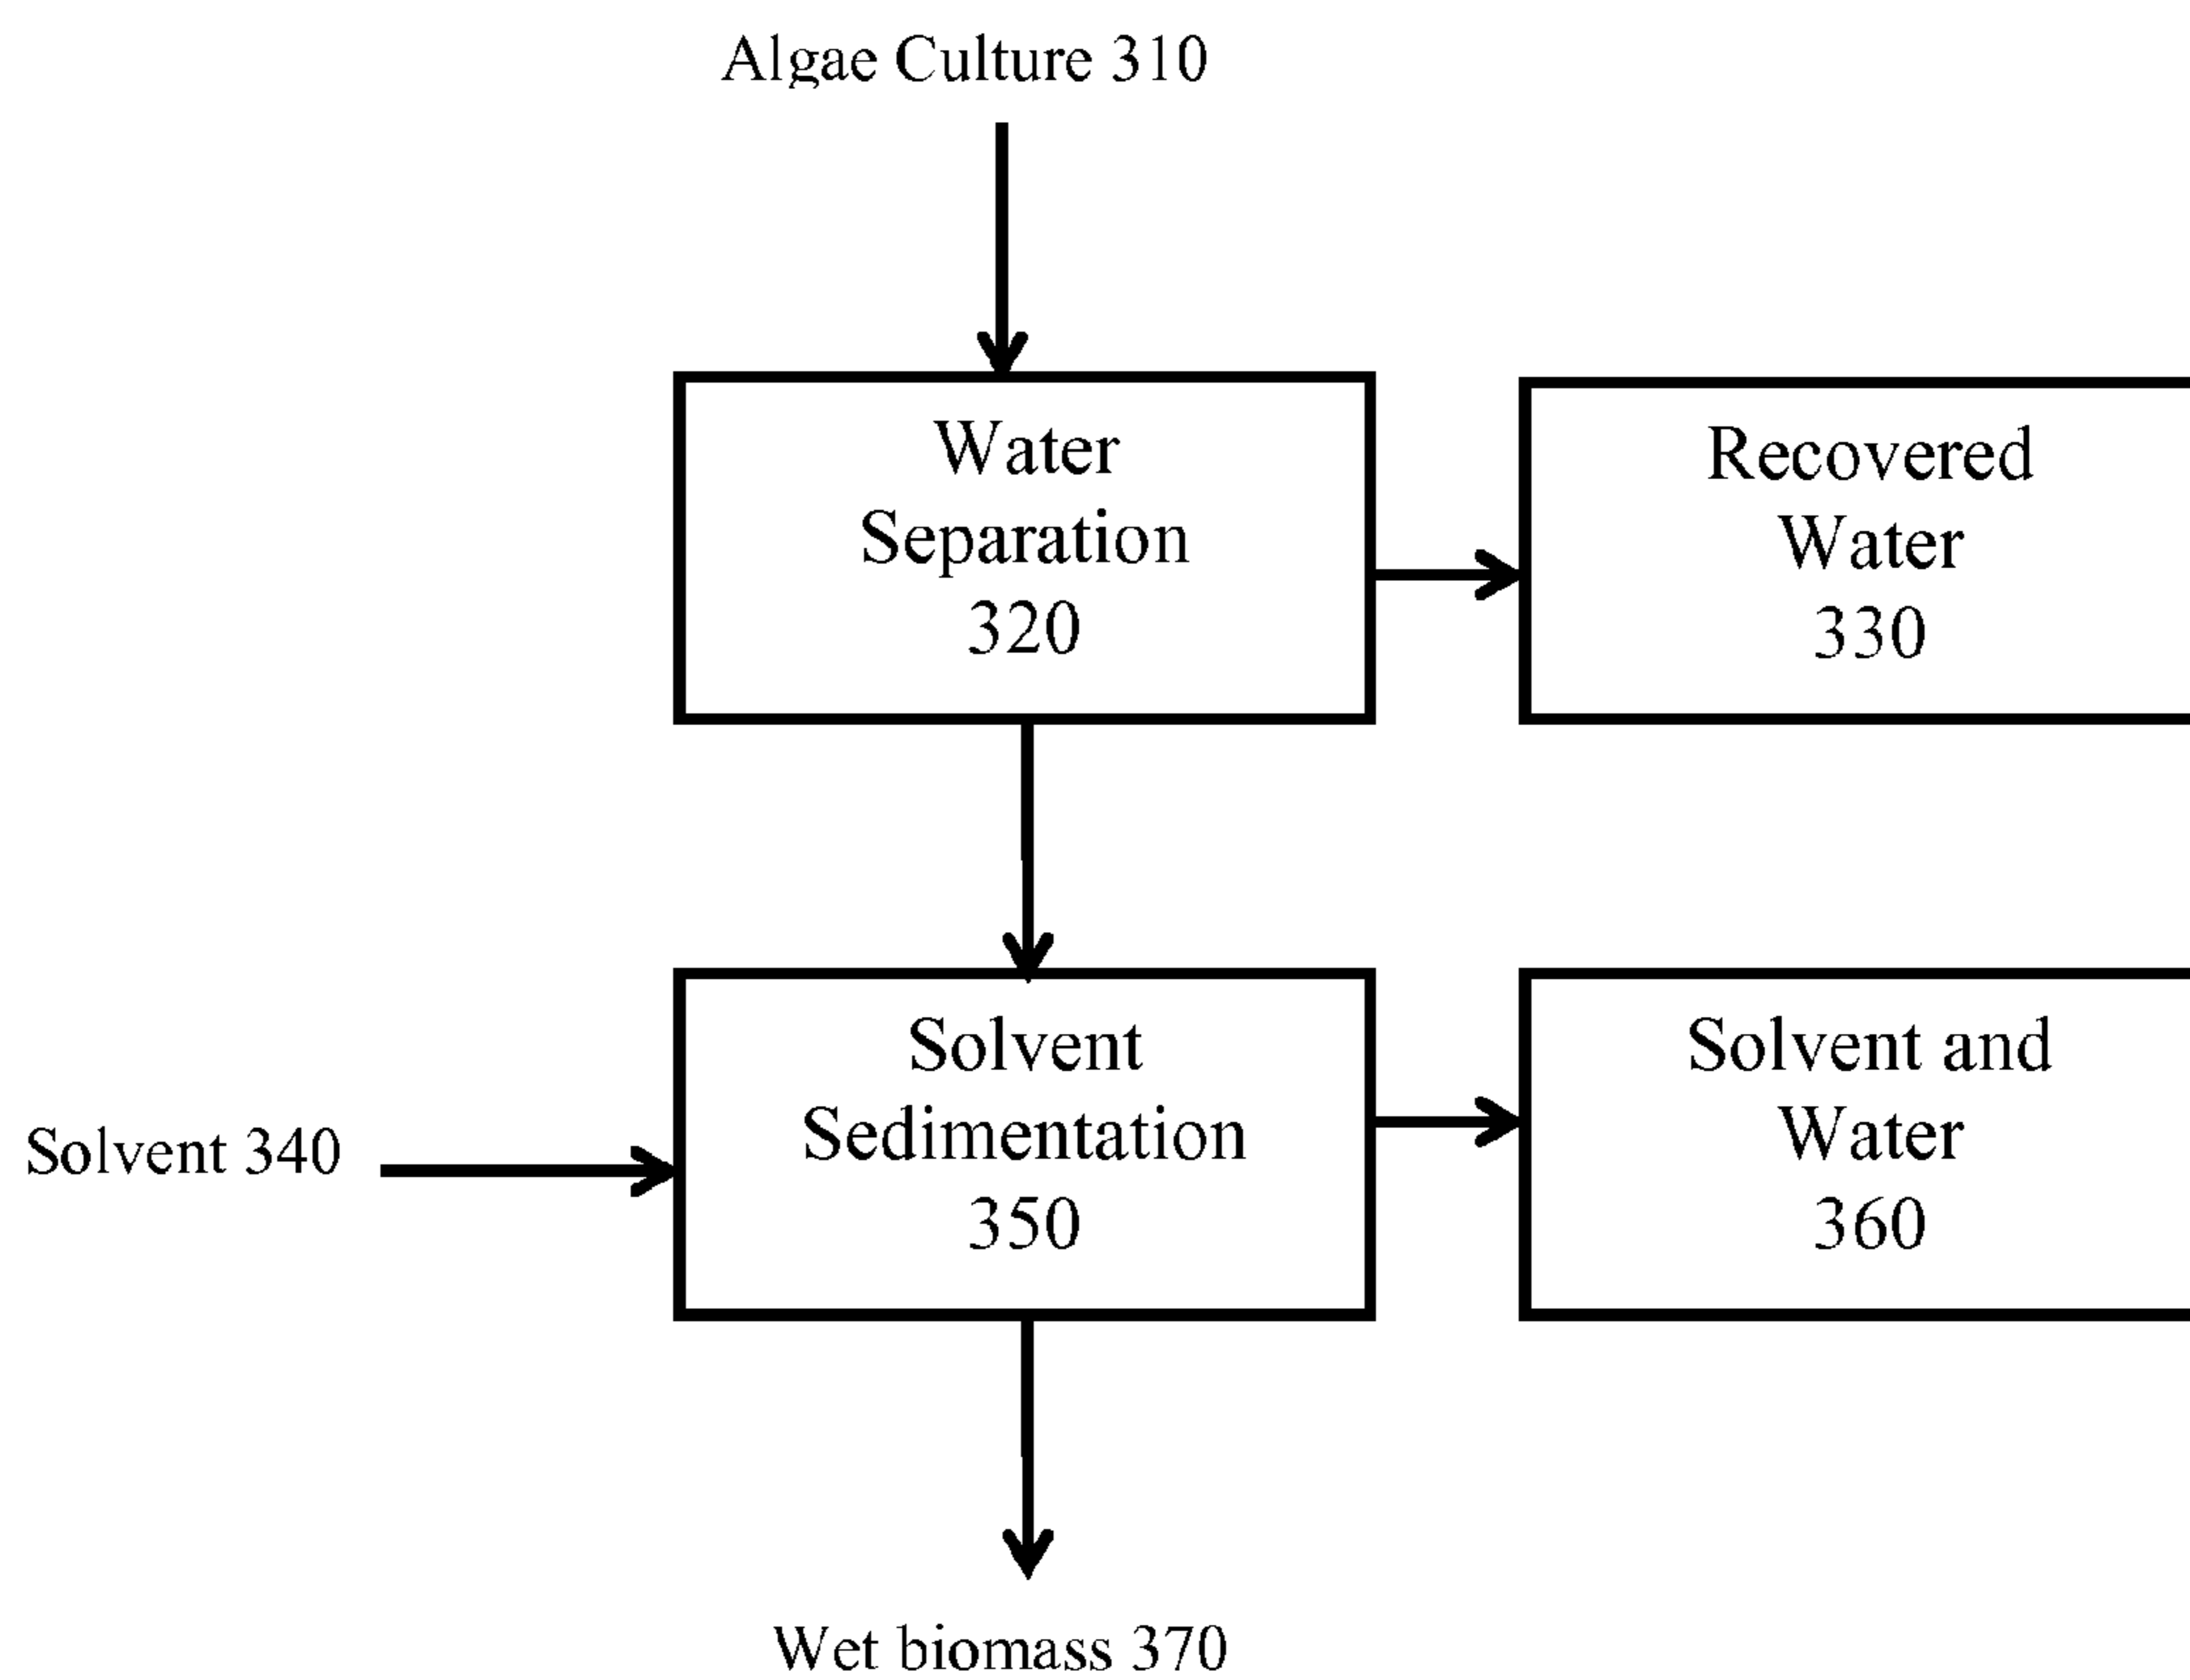 Algae Culture 310
Water
Separation
320
Recovered
Water
330
Solvent 340
Solvent
Sedimentation
350
Solvent and
Water
360
Wet biomass 370